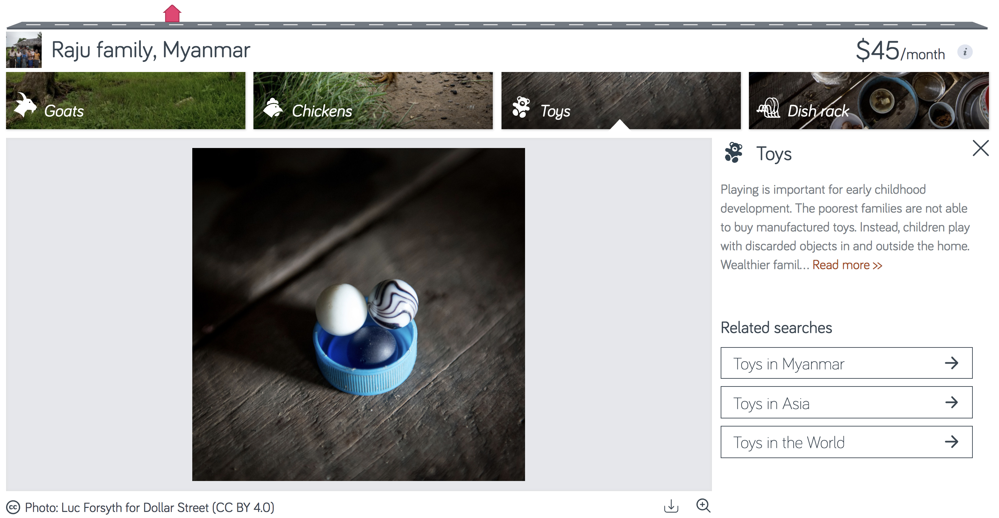 Raju family, Myanmar
$45/month
i
Goats
Chickens
Toys
Dish rack
Toys
Playing is important for early childhood
development. The poorest families are not able
to buy manufactured toys. Instead, children play
with discarded objects in and outside the home.
Wealthier famil... Read more >>
Related searches
Toys in Myanmar
Toys in Asia
Toys in the World
cc Photo: Luc Forsyth for Dollar Street (CC BY 4.0)